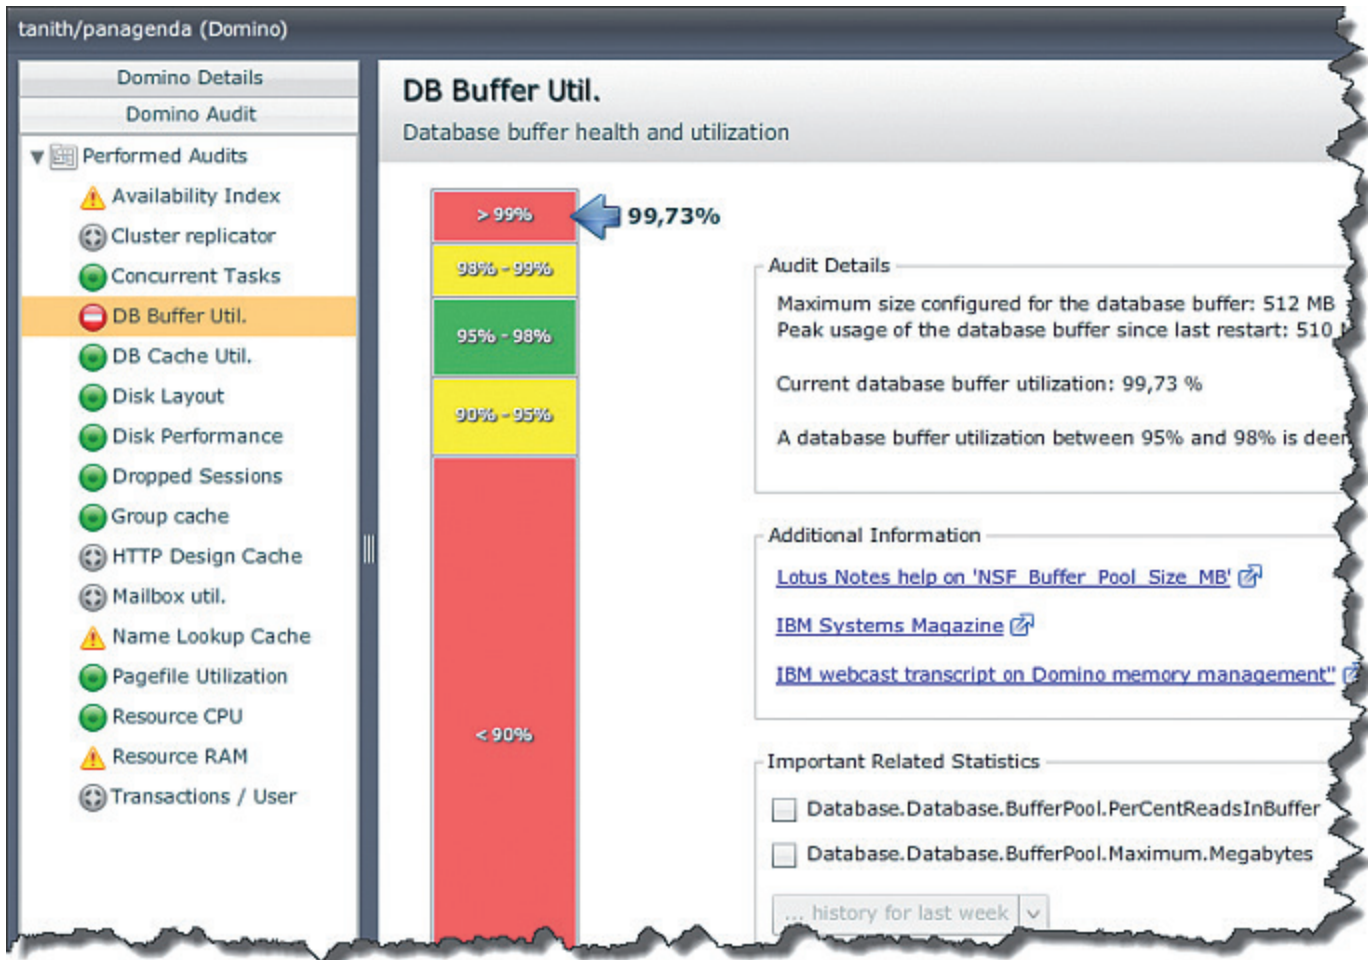 tanith/panagenda (Domino)
Domino Details
Domino Audit
Performed Audits
Availability Index
Cluster replicator
Concurrent Tasks
DB Buffer Util.
DB Cache Util.
Disk Layout
Disk Performance
Dropped Sessions
Group cache
HTTP Design Cache
Mailbox util.
Name Lookup Cache
Pagefile Utilization
Resource CPU
Resource RAM
Transactions / User
DB Buffer Util.
Database buffer health and utilization
> 99%
99,73%
98% - 99%
95% - 98%
90% - 95%
< 90%
Audit Details
Maximum size configured for the database buffer: 512 MB
Peak usage of the database buffer since last restart: 510
Current database buffer utilization: 99,73 %
A database buffer utilization between 95% and 98% is
Additional Information
Lotus Notes help on 'NSF_Buffer_Pool_Size_MB'
IBM Systems Magazine
IBM webcast transcript on Domino memory management"
Important Related Statistics
Database.Database.BufferPool.PerCentReadsInBuffer
Database.Database.BufferPool.Maximum.Megabytes
... history for last week